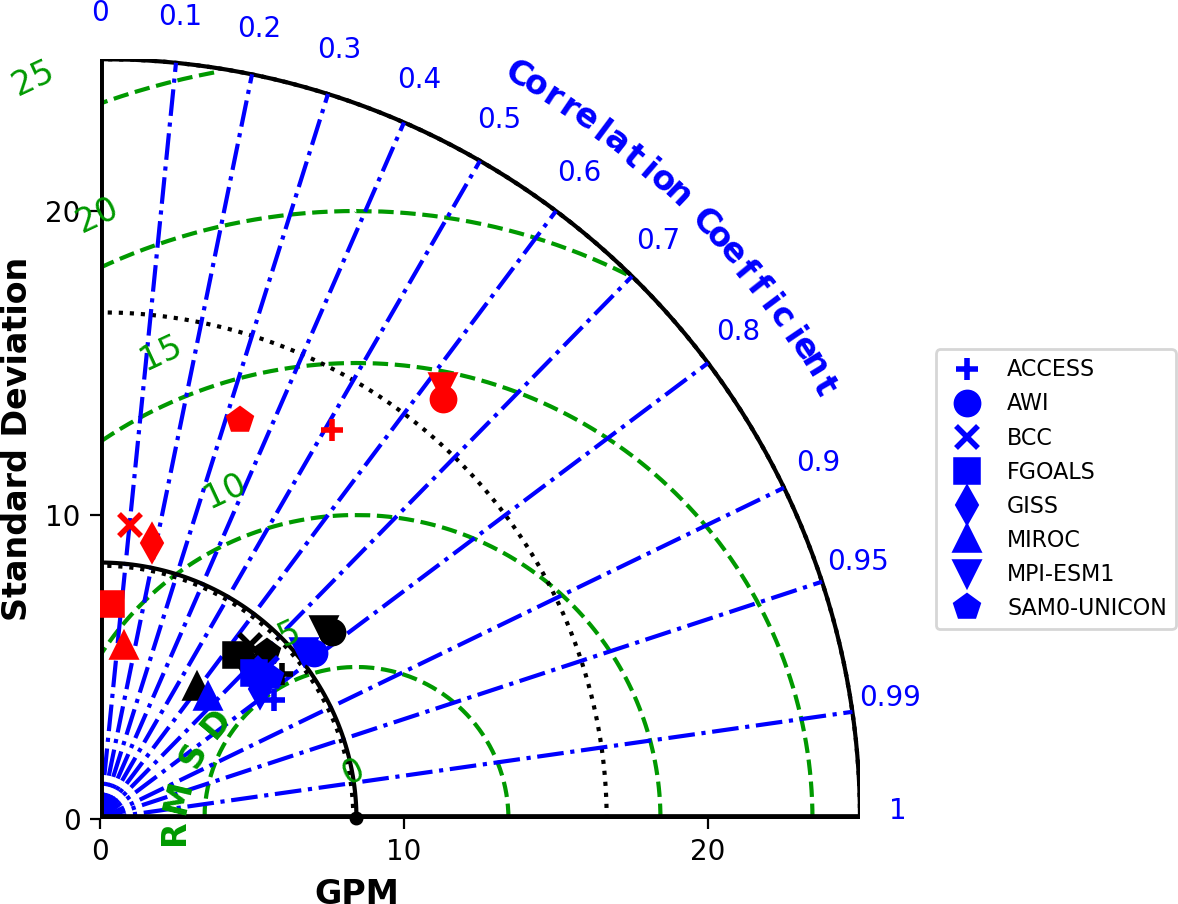 0
0.1
0.2
0.3
0.4
0.5
0.6
0.7
0.8
0.9
0.95
0.99
1
Correlation Coefficient
25
20
15
10
5
0
RMSD
Standard Deviation
20
10
0
0
10
20
GPM
ACCESS
AWI
BCC
FGOALS
GISS
MIROC
MPI-ESM1
SAM0-UNICON